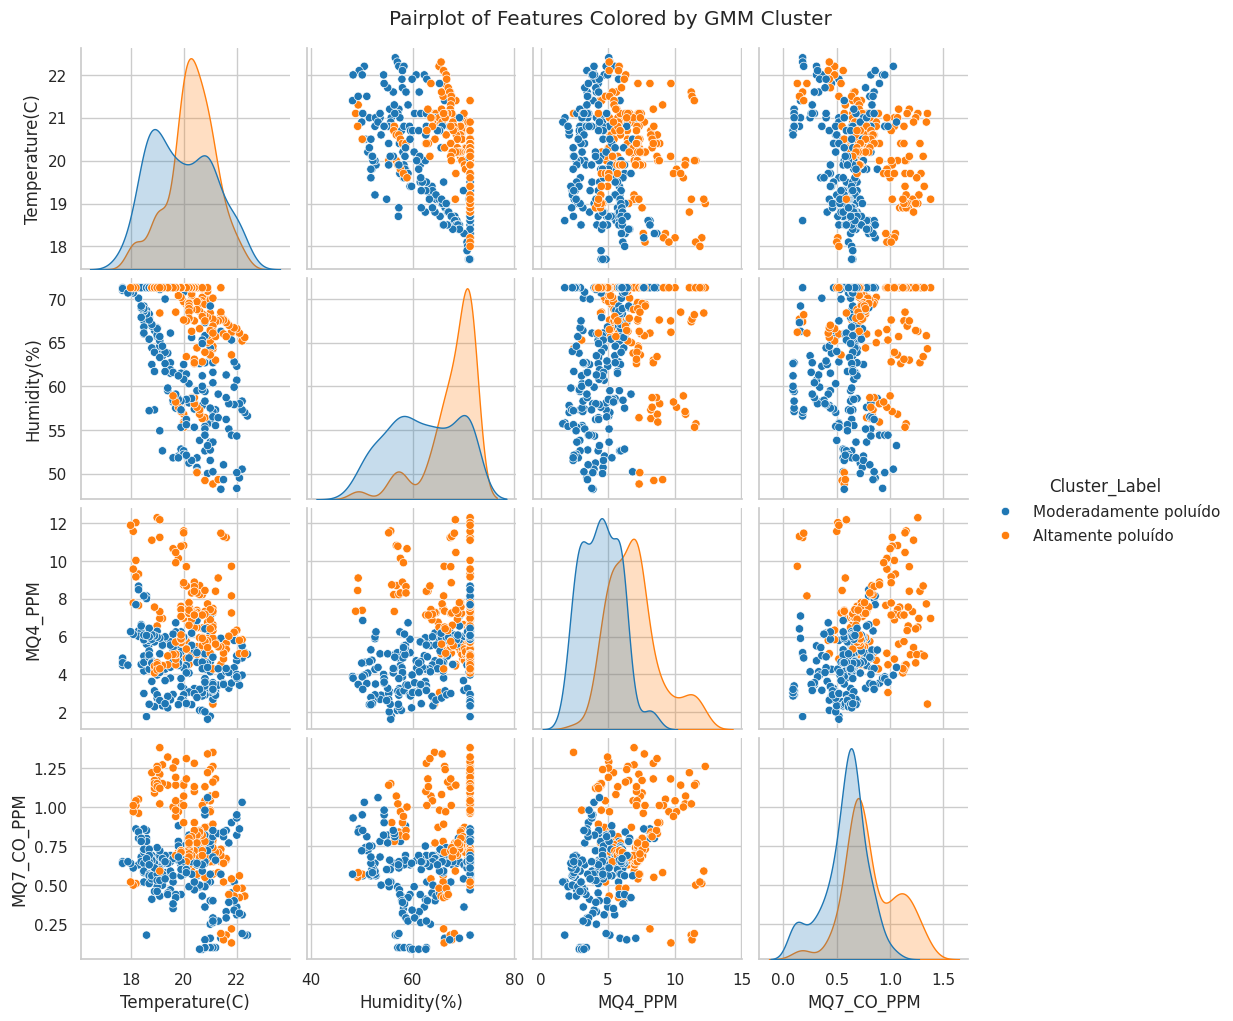 Pairplot of Features Colored by GMM Cluster
Temperature(C)
22
21
20
19
18
Humidity(%)
70
65
60
55
50
Cluster_Label
Moderadamente poluído
Altamente poluído
MQ4_PPM
12
10
8
6
4
2
MQ7_CO_PPM
1.25
1.00
0.75
0.50
0.25
18 20 22 40 60 80 0 5 10 15 0.0 0.5 1.0 1.5
Temperature(C) Humidity(%) MQ4_PPM MQ7_CO_PPM